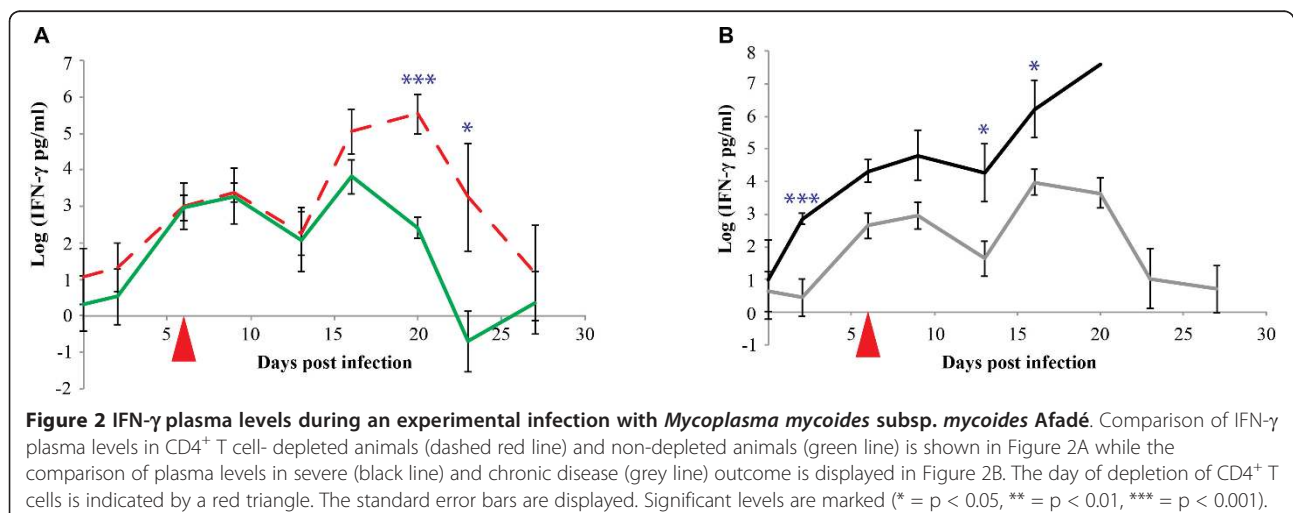 A
7
6
5
4
3
2
1
0
-1
-2
Log (IFN-γ pg/ml)
***
*
5 10 15 20 25 30
Days post infection
B
8
7
6
5
4
3
2
1
0
-1
Log (IFN-γ pg/ml)
***
*
*
5 10 15 20 25 30
Days post infection
Figure 2 IFN-γ plasma levels during an experimental infection with Mycoplasma mycoides subsp. mycoides Afadé. Comparison of IFN-γ
plasma levels in CD4⁺ T cell- depleted animals (dashed red line) and non-depleted animals (green line) is shown in Figure 2A while the
comparison of plasma levels in severe (black line) and chronic disease (grey line) outcome is displayed in Figure 2B. The day of depletion of CD4⁺ T
cells is indicated by a red triangle. The standard error bars are displayed. Significant levels are marked (* = p < 0.05, ** = p < 0.01, *** = p < 0.001).